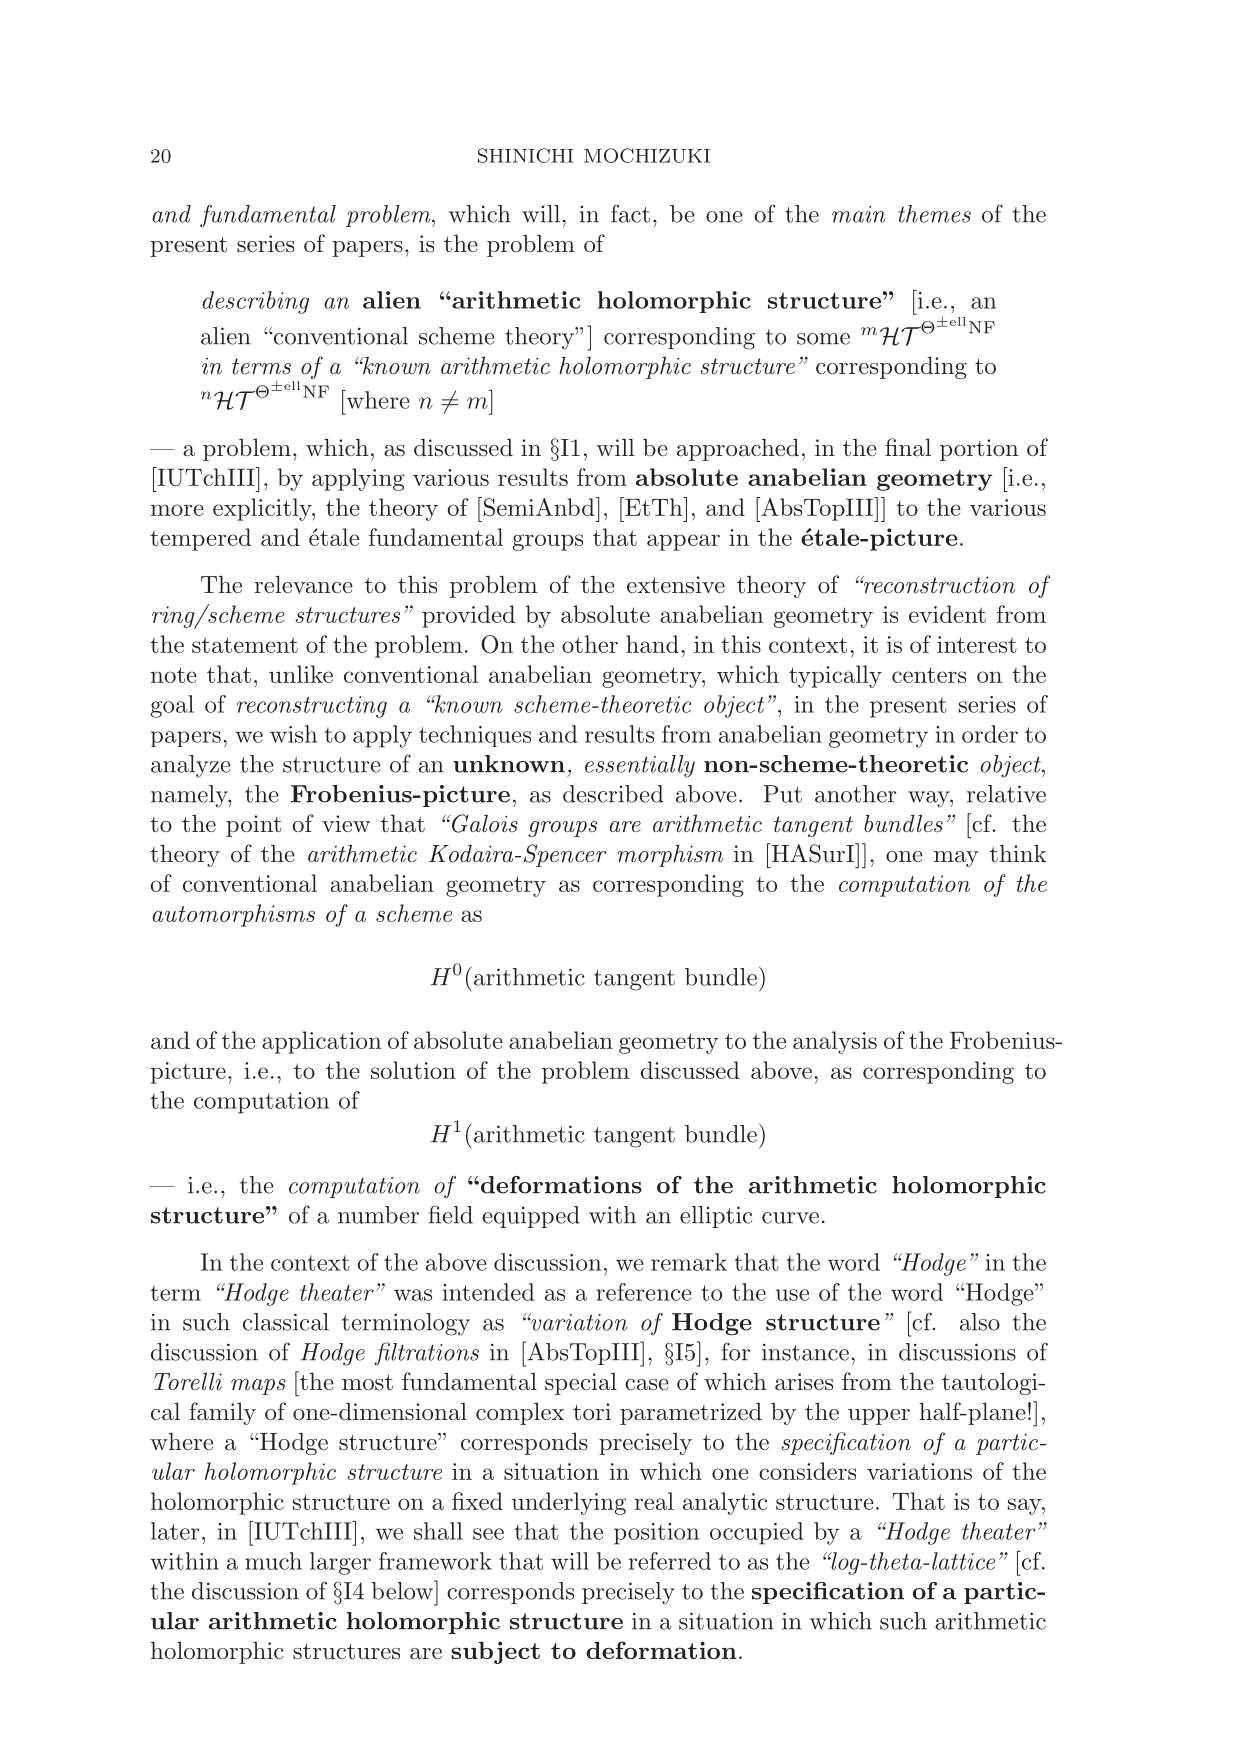 20 SHINICHI MOCHIZUKI
and fundamental problem, which will, in fact, be one of the main themes of the
present series of papers, is the problem of
describing an alien “arithmetic holomorphic structure” [i.e., an
alien “conventional scheme theory”] corresponding to some ᵐℋ𝒯^Θ^±ell NF
in terms of a “known arithmetic holomorphic structure” corresponding to
ⁿℋ𝒯^Θ^±ell NF [where n ≠ m]
— a problem, which, as discussed in §I1, will be approached, in the final portion of
[IUTchIII], by applying various results from absolute anabelian geometry [i.e.,
more explicitly, the theory of [SemiAnbd], [EtTh], and [AbsTopIII]] to the various
tempered and étale fundamental groups that appear in the étale-picture.
The relevance to this problem of the extensive theory of “reconstruction of
ring/scheme structures” provided by absolute anabelian geometry is evident from
the statement of the problem. On the other hand, in this context, it is of interest to
note that, unlike conventional anabelian geometry, which typically centers on the
goal of reconstructing a “known scheme-theoretic object”, in the present series of
papers, we wish to apply techniques and results from anabelian geometry in order to
analyze the structure of an unknown, essentially non-scheme-theoretic object,
namely, the Frobenius-picture, as described above. Put another way, relative
to the point of view that “Galois groups are arithmetic tangent bundles” [cf. the
theory of the arithmetic Kodaira-Spencer morphism in [HASurI]], one may think
of conventional anabelian geometry as corresponding to the computation of the
automorphisms of a scheme as
H⁰(arithmetic tangent bundle)
and of the application of absolute anabelian geometry to the analysis of the Frobenius-
picture, i.e., to the solution of the problem discussed above, as corresponding to
the computation of
H¹(arithmetic tangent bundle)
— i.e., the computation of “deformations of the arithmetic holomorphic
structure” of a number field equipped with an elliptic curve.
In the context of the above discussion, we remark that the word “Hodge” in the
term “Hodge theater” was intended as a reference to the use of the word “Hodge”
in such classical terminology as “variation of Hodge structure” [cf. also the
discussion of Hodge filtrations in [AbsTopIII], §I5], for instance, in discussions of
Torelli maps [the most fundamental special case of which arises from the tautologi-
cal family of one-dimensional complex tori parametrized by the upper half-plane!],
where a “Hodge structure” corresponds precisely to the specification of a partic-
ular holomorphic structure in a situation in which one considers variations of the
holomorphic structure on a fixed underlying real analytic structure. That is to say,
later, in [IUTchIII], we shall see that the position occupied by a “Hodge theater”
within a much larger framework that will be referred to as the “log-theta-lattice” [cf.
the discussion of §I4 below] corresponds precisely to the specification of a partic-
ular arithmetic holomorphic structure in a situation in which such arithmetic
holomorphic structures are subject to deformation.